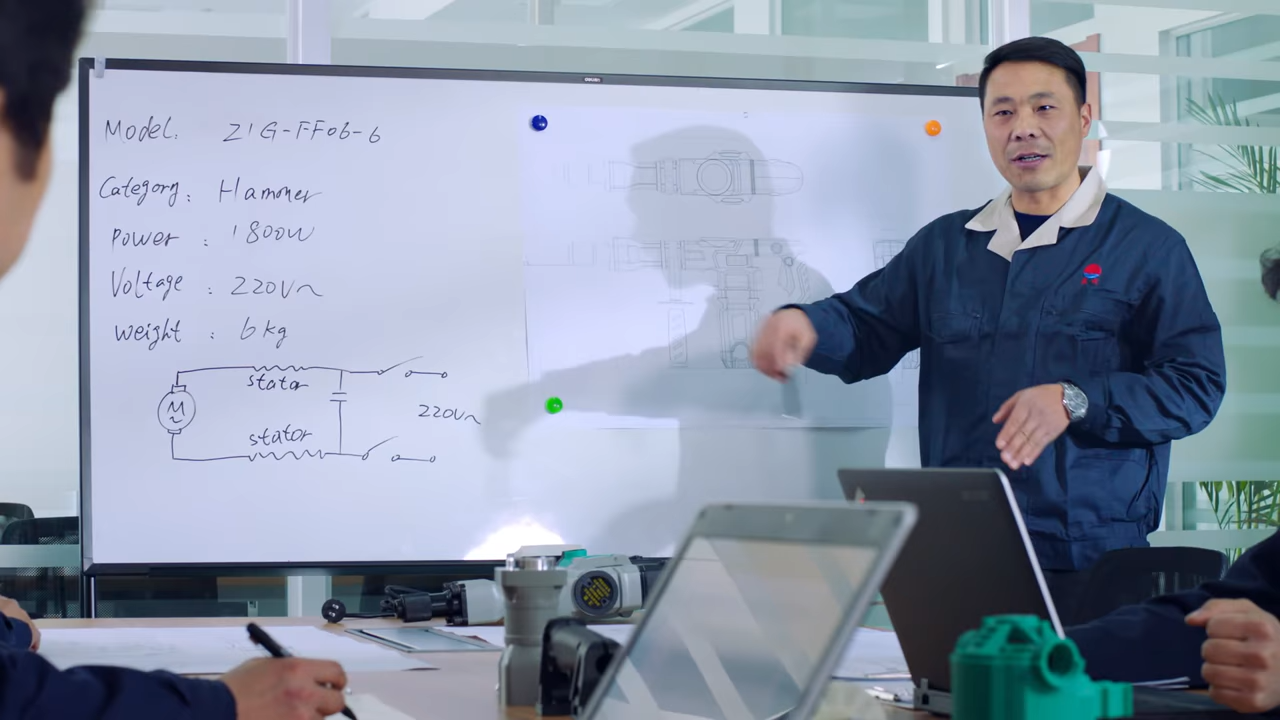 Model. Z1G-FF06-6
Category: Hammer
Power : 1800W
Voltage : 220V~
Weight : 6kg
stator
M
~
220V~
stator